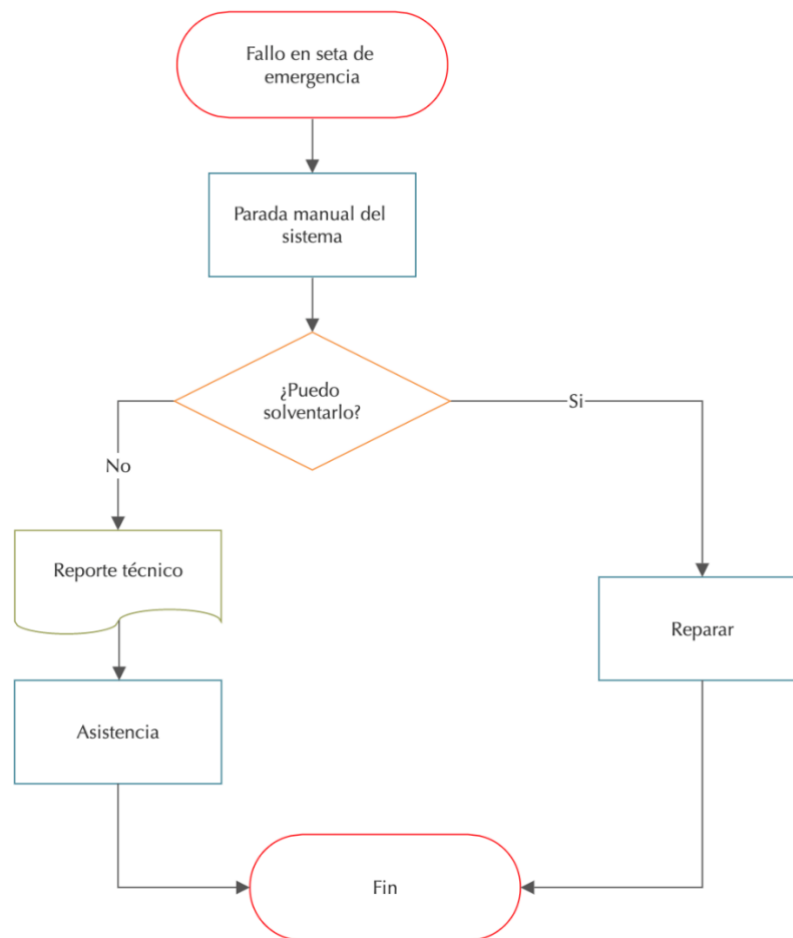 Fallo en seta de
emergencia
Parada manual del
sistema
¿Puedo
solventarlo?
Si
No
Reporte técnico
Reparar
Asistencia
Fin